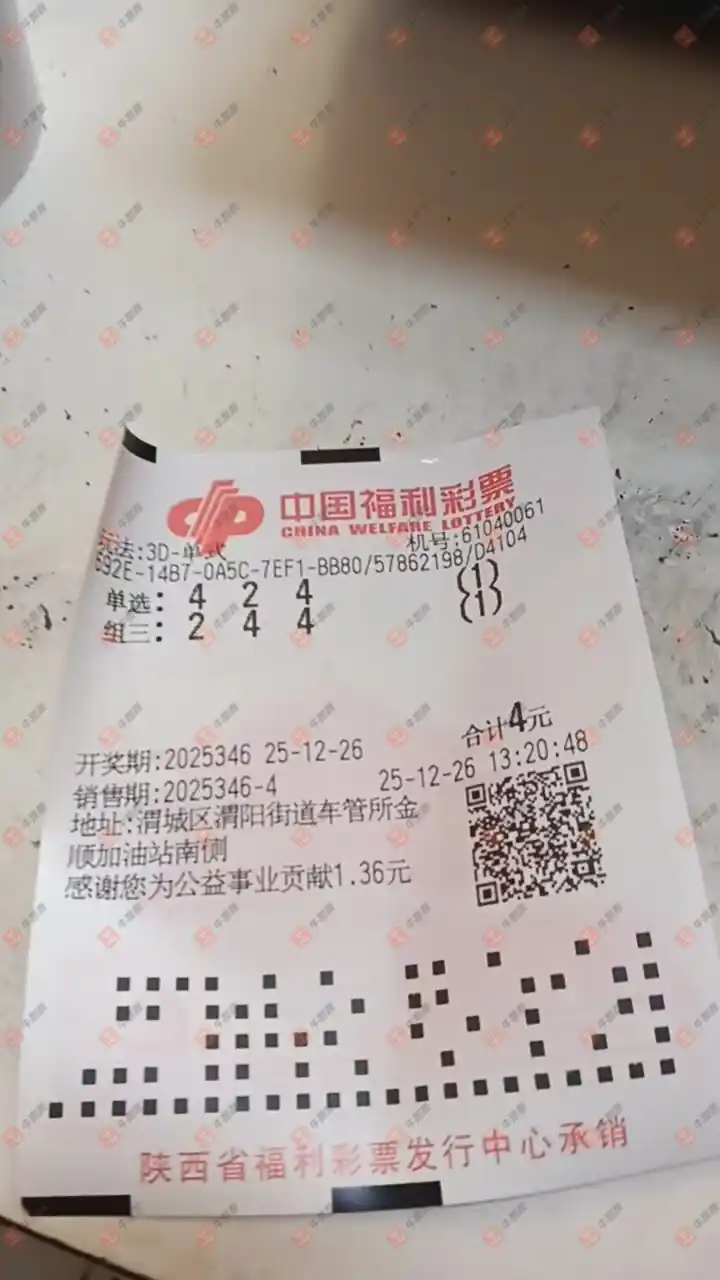 中国福利彩票
CHINA WELFARE LOTTERY
玩法:3D-单式 机号:61040061
592E-14B7-0A5C-7EF1-BB80/57862198/D4104
单选: 4 2 4 (1)
组三: 2 4 4 (1)
合计4元
开奖期:2025346 25-12-26
销售期:2025346-4 25-12-26 13:20:48
地址:渭城区渭阳街道车管所金
顺加油站南侧
感谢您为公益事业贡献1.36元
陕西省福利彩票发行中心承销